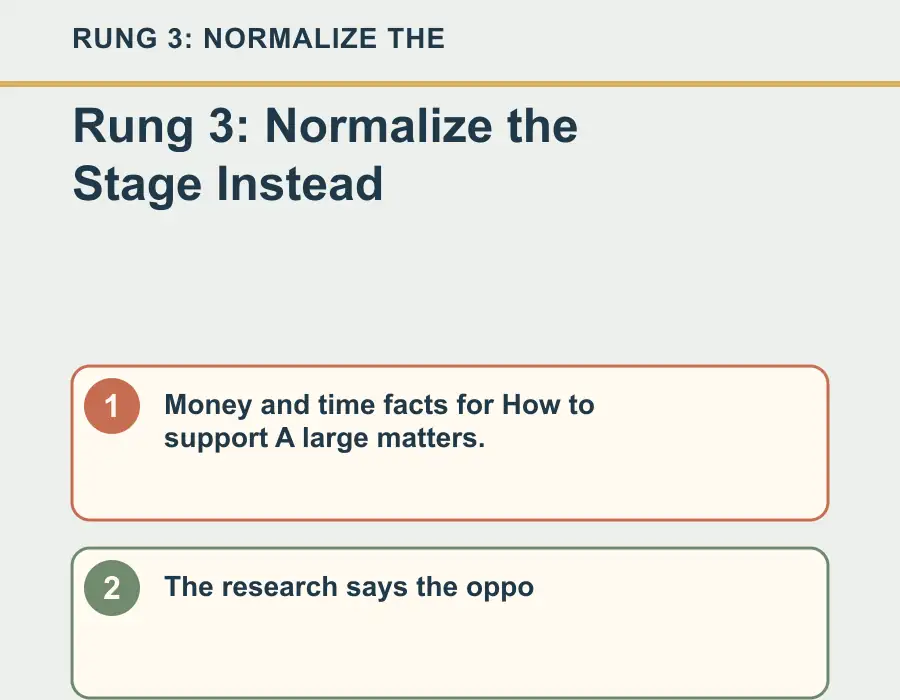 RUNG 3: NORMALIZE THE
Rung 3: Normalize the
Stage Instead
1
Money and time facts for How to
support A large matters.
2
The research says the oppo